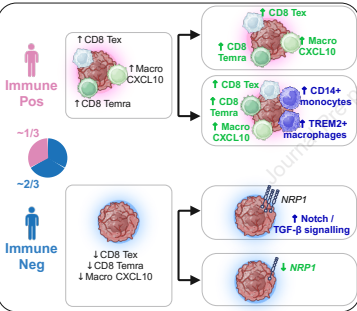 Immune
Pos
↑ CD8 Tex
↑ Macro
CXCL10
↑ CD8 Temra
↑ CD8 Tex
↑ CD8
Temra
↑ Macro
CXCL10
↑ CD8 Tex
↑ CD8
Temra
↑ Macro
CXCL10
↑ CD14+
monocytes
↑ TREM2+
macrophages
~1/3
~2/3
Immune
Neg
↓ CD8 Tex
↓ CD8 Temra
↓ Macro CXCL10
NRP1
↑ Notch /
TGF-β signalling
↓ NRP1